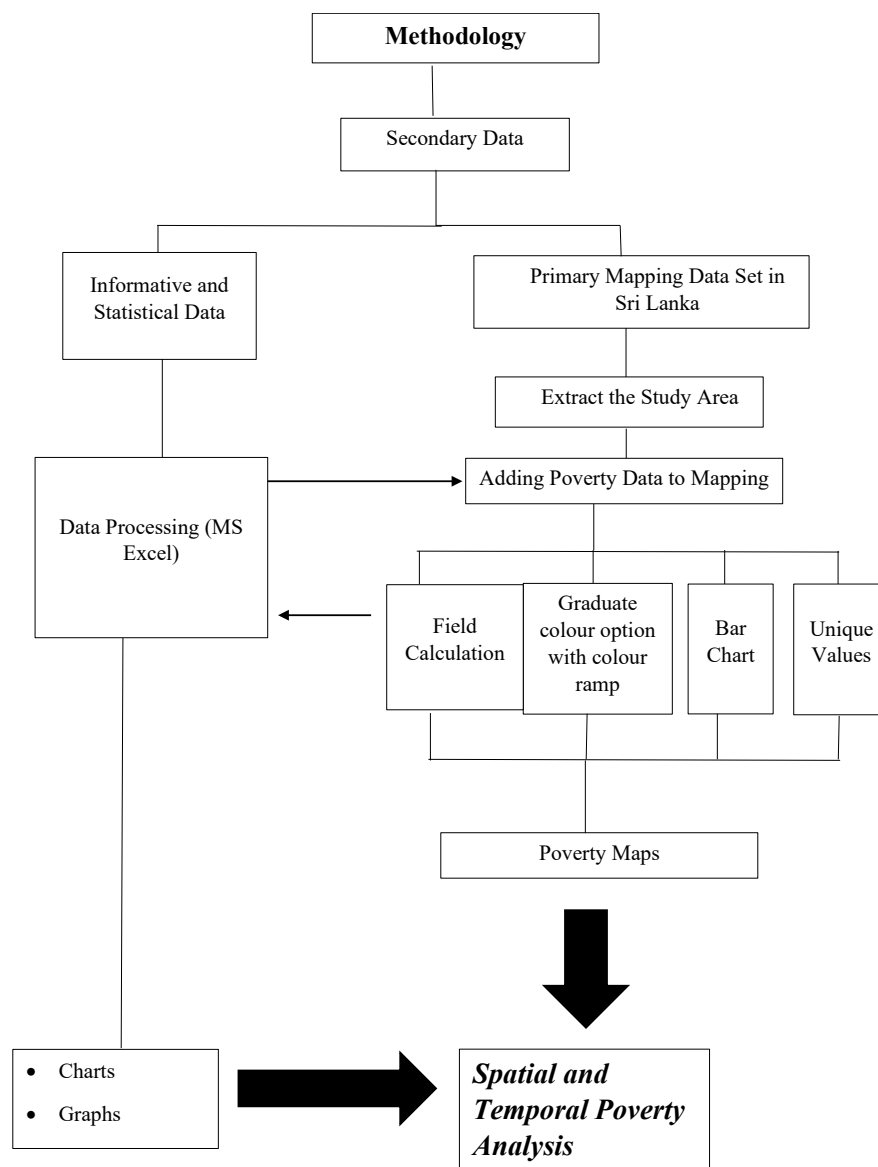 Methodology
Secondary Data
Informative and
Statistical Data
Primary Mapping Data Set in
Sri Lanka
Extract the Study Area
Adding Poverty Data to Mapping
Data Processing (MS
Excel)
Field
Calculation
Graduate
colour option
with colour
ramp
Bar
Chart
Unique
Values
Poverty Maps
• Charts
• Graphs
Spatial and
Temporal Poverty
Analysis